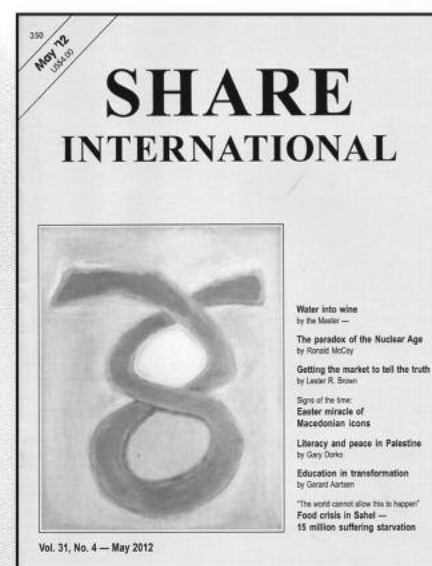 350
May '12
US$4.00
SHARE
INTERNATIONAL
Water into wine
by the Master —
The paradox of the Nuclear Age
by Ronald McCoy
Getting the market to tell the truth
by Lester R. Brown
Signs of the time:
Easter miracle of
Macedonian icons
Literacy and peace in Palestine
by Gary Dorko
Education in transformation
by Gerard Aartsen
"The world cannot allow this to happen"
Food crisis in Sahel —
15 million suffering starvation
Vol. 31, No. 4 — May 2012